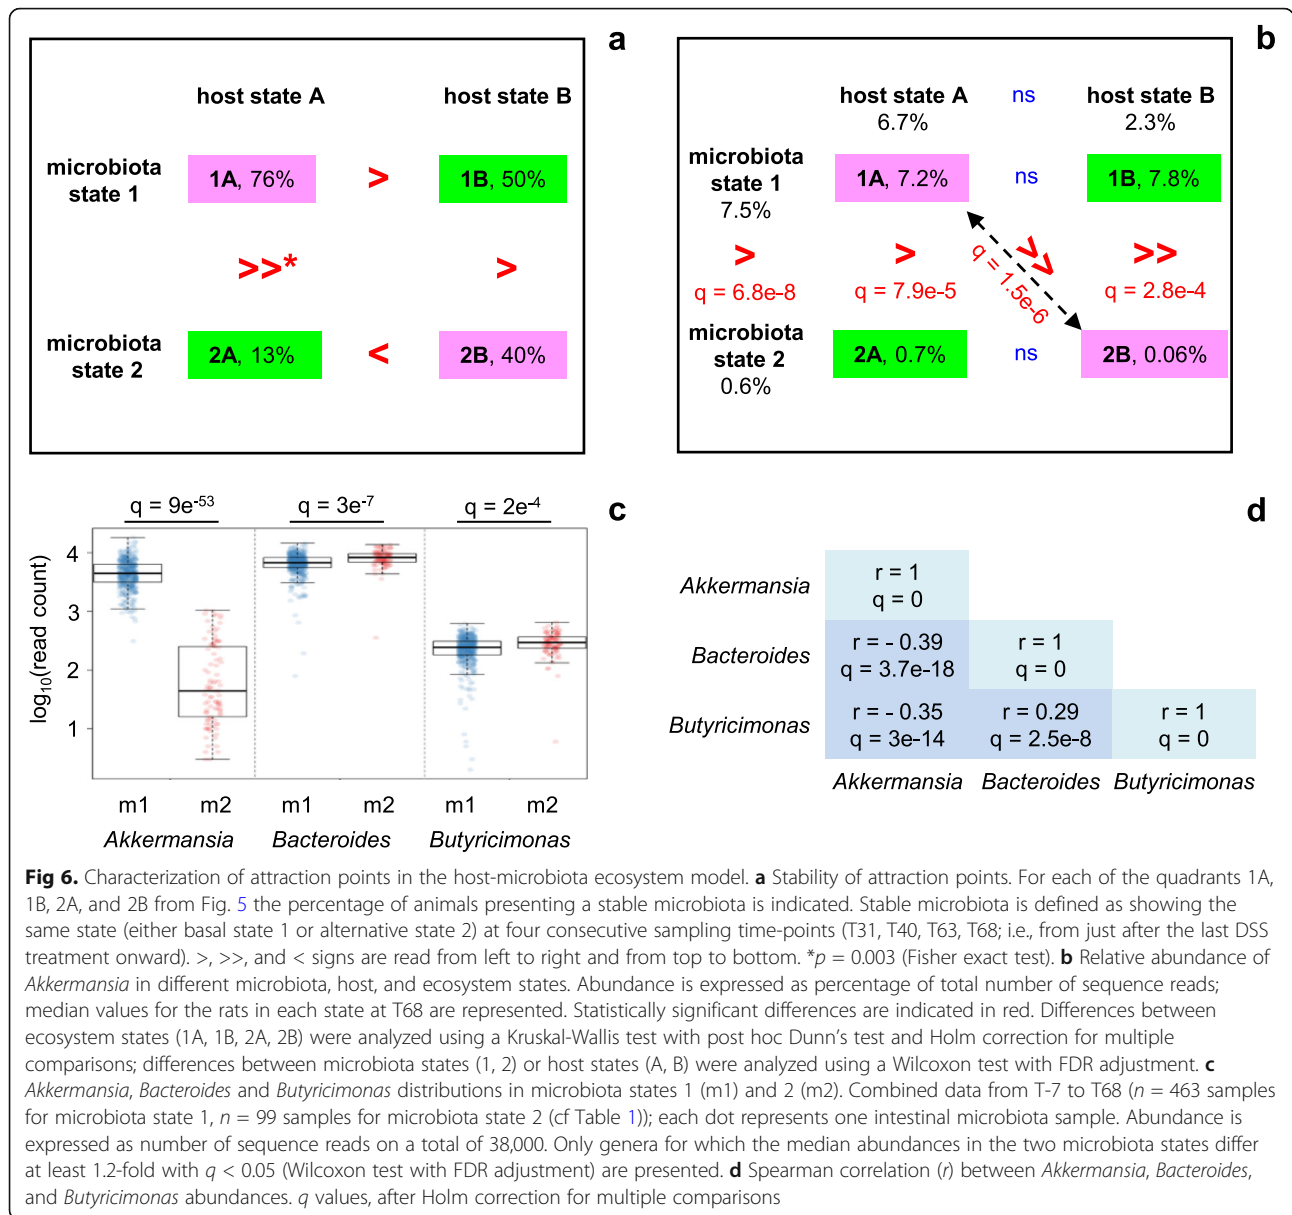 a
host state A
host state B
microbiota
state 1
1A, 76%
>
1B, 50%
>>*
>
microbiota
state 2
2A, 13%
<
2B, 40%
b
host state A
6.7%
ns
host state B
2.3%
microbiota
state 1
7.5%
1A, 7.2%
ns
1B, 7.8%
>
q = 6.8e-8
>
q = 7.9e-5
>>
q = 1.5e-6
>>
q = 2.8e-4
microbiota
state 2
0.6%
2A, 0.7%
ns
2B, 0.06%
c
q = 9e-53
q = 3e-7
q = 2e-4
log10(read count)
4
3
2
1
m1 m2 m1 m2 m1 m2
Akkermansia Bacteroides Butyricimonas
d
Akkermansia
r = 1
q = 0
Bacteroides
r = - 0.39
q = 3.7e-18
r = 1
q = 0
Butyricimonas
r = - 0.35
q = 3e-14
r = 0.29
q = 2.5e-8
r = 1
q = 0
Akkermansia Bacteroides Butyricimonas
Fig 6. Characterization of attraction points in the host-microbiota ecosystem model. a Stability of attraction points. For each of the quadrants 1A,
1B, 2A, and 2B from Fig. 5 the percentage of animals presenting a stable microbiota is indicated. Stable microbiota is defined as showing the
same state (either basal state 1 or alternative state 2) at four consecutive sampling time-points (T31, T40, T63, T68; i.e., from just after the last DSS
treatment onward). >, >>, and < signs are read from left to right and from top to bottom. *p = 0.003 (Fisher exact test). b Relative abundance of
Akkermansia in different microbiota, host, and ecosystem states. Abundance is expressed as percentage of total number of sequence reads;
median values for the rats in each state at T68 are represented. Statistically significant differences are indicated in red. Differences between
ecosystem states (1A, 1B, 2A, 2B) were analyzed using a Kruskal-Wallis test with post hoc Dunn's test and Holm correction for multiple
comparisons; differences between microbiota states (1, 2) or host states (A, B) were analyzed using a Wilcoxon test with FDR adjustment. c
Akkermansia, Bacteroides and Butyricimonas distributions in microbiota states 1 (m1) and 2 (m2). Combined data from T-7 to T68 (n = 463 samples
for microbiota state 1, n = 99 samples for microbiota state 2 (cf Table 1)); each dot represents one intestinal microbiota sample. Abundance is
expressed as number of sequence reads on a total of 38,000. Only genera for which the median abundances in the two microbiota states differ
at least 1.2-fold with q < 0.05 (Wilcoxon test with FDR adjustment) are presented. d Spearman correlation (r) between Akkermansia, Bacteroides,
and Butyricimonas abundances. q values, after Holm correction for multiple comparisons